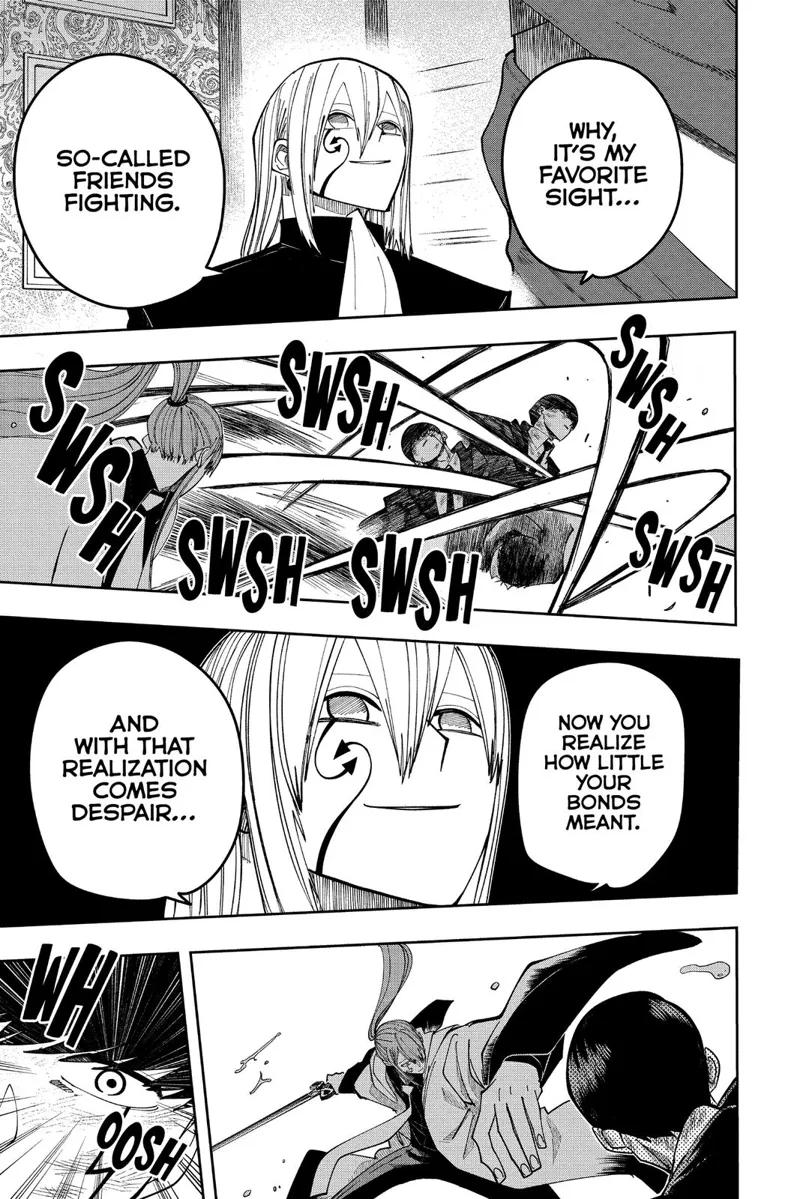 WHY,
IT'S MY
FAVORITE
SIGHT...
SO-CALLED
FRIENDS
FIGHTING.
SWSH
SWSH
SWSH
SWSH
SWSH
SWSH
NOW YOU
REALIZE
HOW LITTLE
YOUR
BONDS
MEANT.
AND
WITH THAT
REALIZATION
COMES
DESPAIR...
WH
OOSH